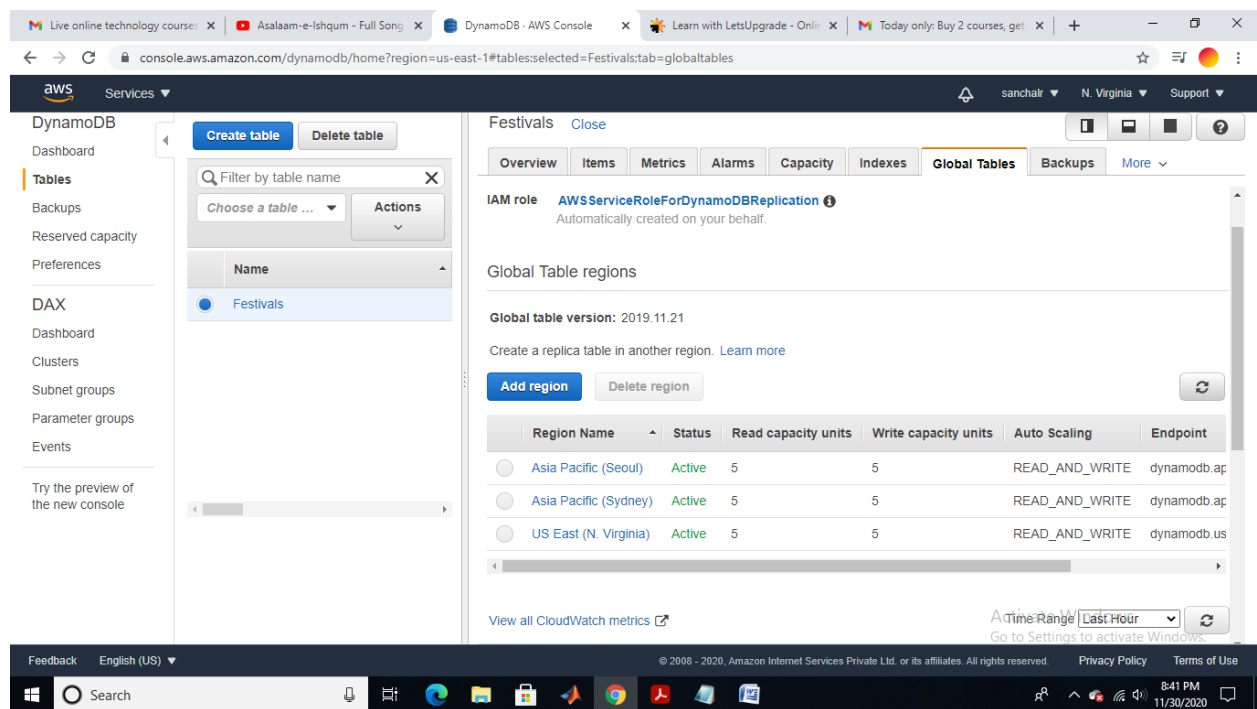 Live online technology courses
Asalaam-e-Ishqum - Full Song
DynamoDB · AWS Console
Learn with LetsUpgrade - Onlin
Today only: Buy 2 courses, get
console.aws.amazon.com/dynamodb/home?region=us-east-1#tables:selected=Festivals;tab=globaltables
aws
Services
sanchalr
N. Virginia
Support
DynamoDB
Dashboard
Tables
Backups
Reserved capacity
Preferences
DAX
Dashboard
Clusters
Subnet groups
Parameter groups
Events
Try the preview of
the new console
Create table
Delete table
Filter by table name
Choose a table ...
Actions
Name
Festivals
Festivals Close
Overview Items Metrics Alarms Capacity Indexes Global Tables Backups More
IAM role AWSServiceRoleForDynamoDBReplication
Automatically created on your behalf.
Global Table regions
Global table version: 2019.11.21
Create a replica table in another region. Learn more
Add region Delete region
Region Name Status Read capacity units Write capacity units Auto Scaling Endpoint
Asia Pacific (Seoul) Active 5 5 READ_AND_WRITE dynamodb.ap
Asia Pacific (Sydney) Active 5 5 READ_AND_WRITE dynamodb.ap
US East (N. Virginia) Active 5 5 READ_AND_WRITE dynamodb.us
View all CloudWatch metrics
Time Range Last Hour
Activate Windows
Go to Settings to activate Windows.
Feedback English (US)
© 2008 - 2020, Amazon Internet Services Private Ltd. or its affiliates. All rights reserved. Privacy Policy Terms of Use
Search
8:41 PM
11/30/2020